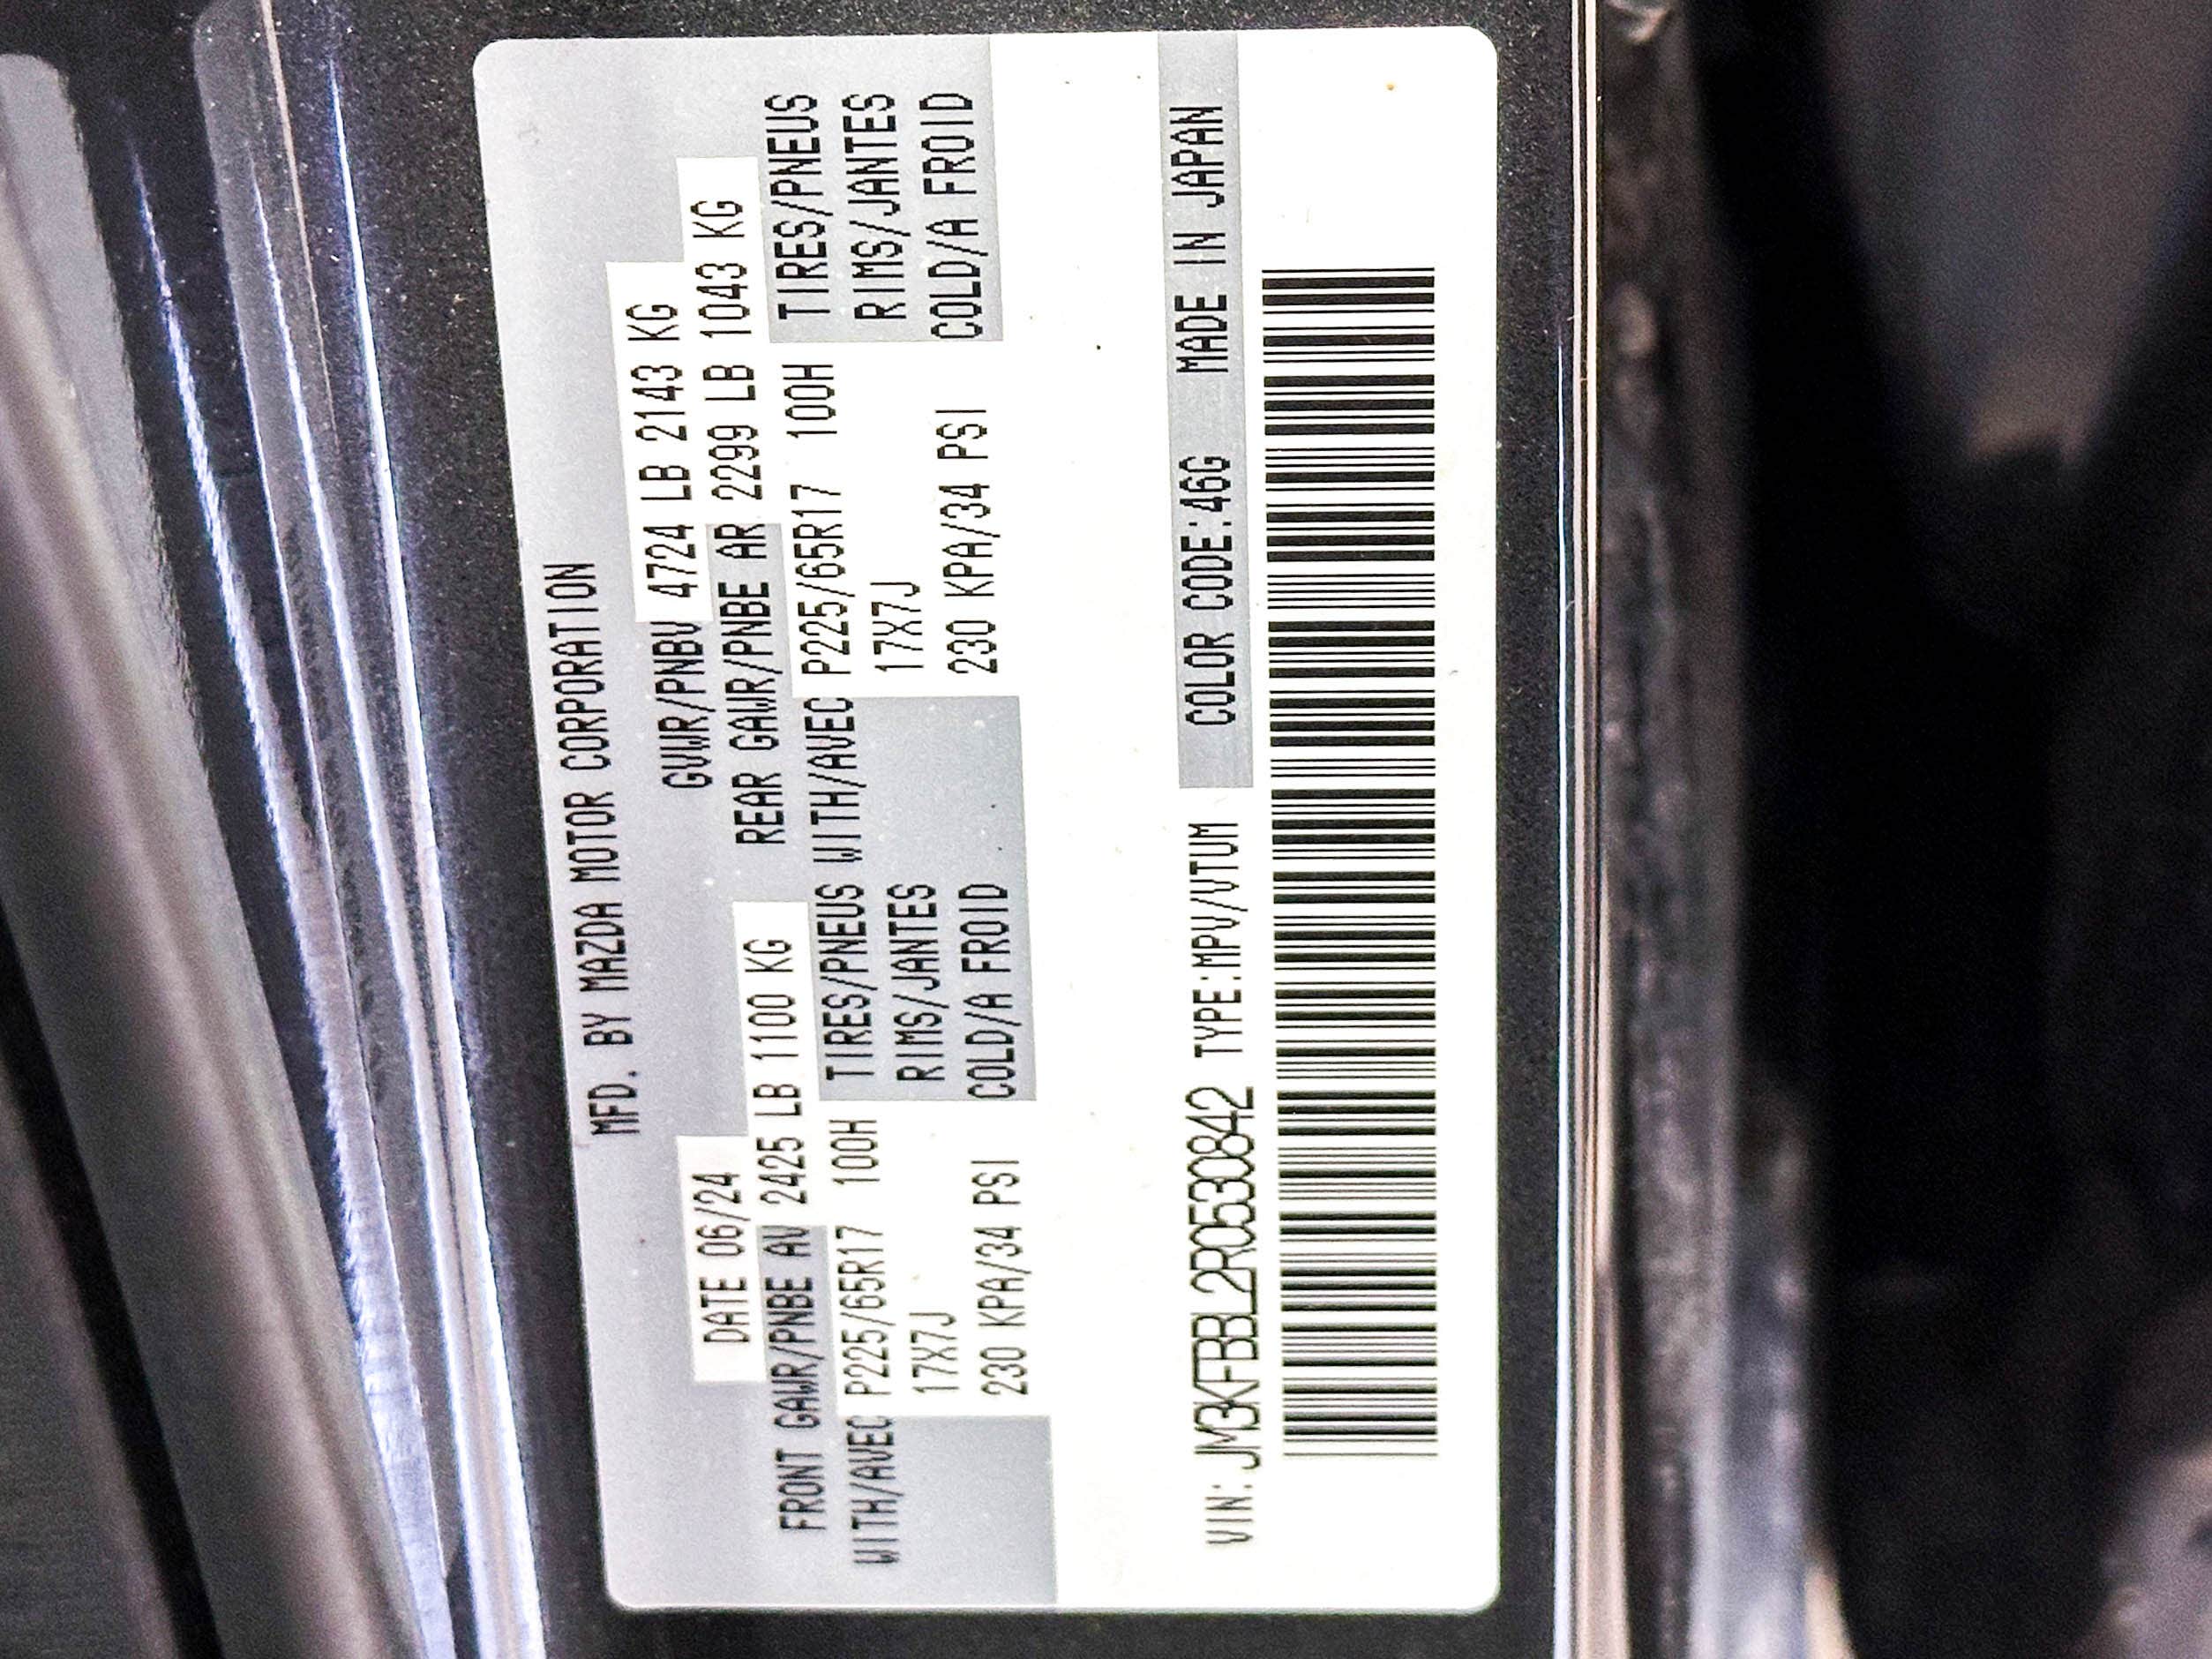 MFD. BY MAZDA MOTOR CORPORATION
DATE 06/24 GVWR/PNBV 4724 LB 2143 KG
FRONT GAWR/PNBE AV 2425 LB 1100 KG REAR GAWR/PNBE AR 2299 LB 1043 KG
WITH/AVEC P225/65R17 100H TIRES/PNEUS WITH/AVEC P225/65R17 100H TIRES/PNEUS
17X7J RIMS/JANTES 17X7J RIMS/JANTES
230 KPA/34 PSI COLD/A FROID 230 KPA/34 PSI COLD/A FROID
VIN: JM3KFBBL2R0530842 TYPE:MPV/VTUM COLOR CODE:46G MADE IN JAPAN